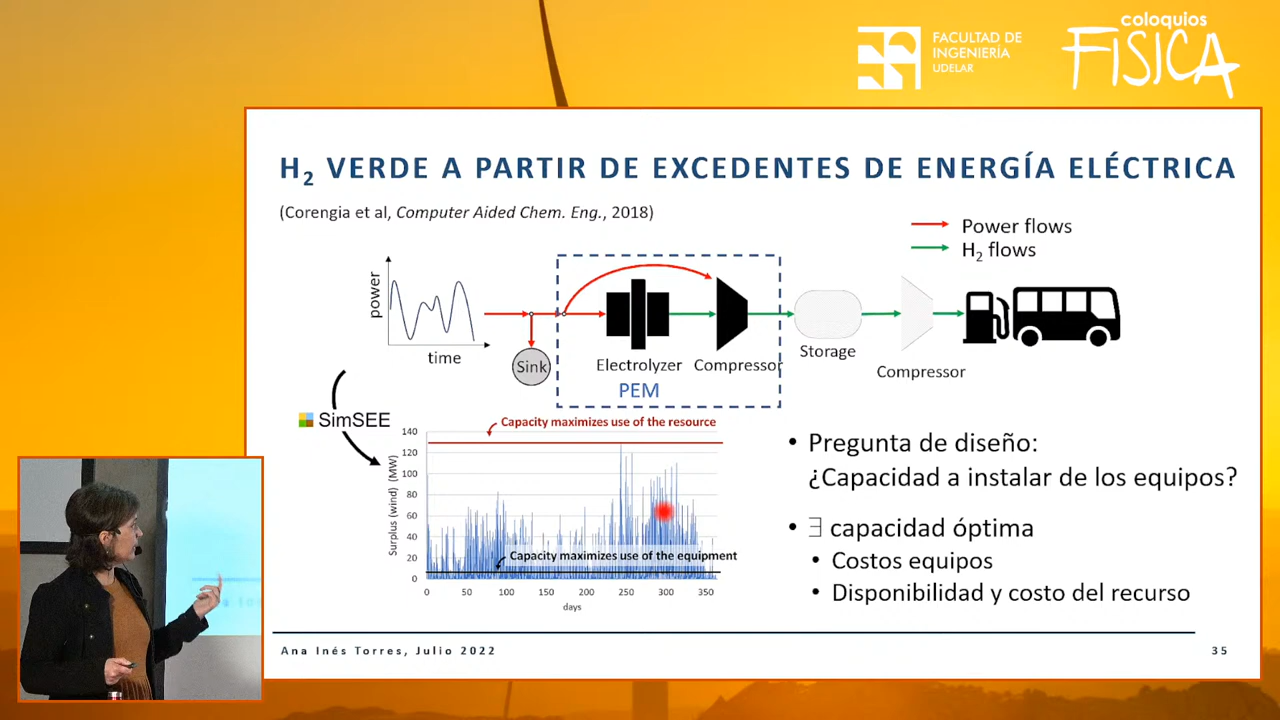 FACULTAD DE
INGENIERÍA
UDELAR
coloquios
FISICA
H2 VERDE A PARTIR DE EXCEDENTES DE ENERGÍA ELÉCTRICA
(Corengia et al, Computer Aided Chem. Eng., 2018)
Power flows
H2 flows
power
time
Sink
Electrolyzer
PEM
Compressor
Storage
Compressor
SimSEE
Capacity maximizes use of the resource
Surplus (wind) (MW)
140
120
100
80
60
40
20
0
Capacity maximizes use of the equipment
0 50 100 150 200 250 300 350
days
• Pregunta de diseño:
¿Capacidad a instalar de los equipos?
• ∃ capacidad óptima
• Costos equipos
• Disponibilidad y costo del recurso
Ana Inés Torres, Julio 2022
35